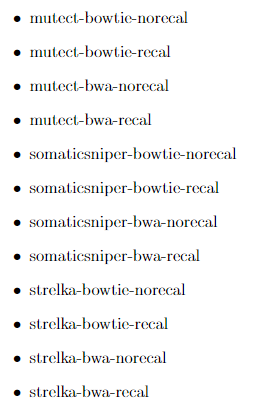 • mutect-bowtie-norecal
• mutect-bowtie-recal
• mutect-bwa-norecal
• mutect-bwa-recal
• somaticsniper-bowtie-norecal
• somaticsniper-bowtie-recal
• somaticsniper-bwa-norecal
• somaticsniper-bwa-recal
• strelka-bowtie-norecal
• strelka-bowtie-recal
• strelka-bwa-norecal
• strelka-bwa-recal